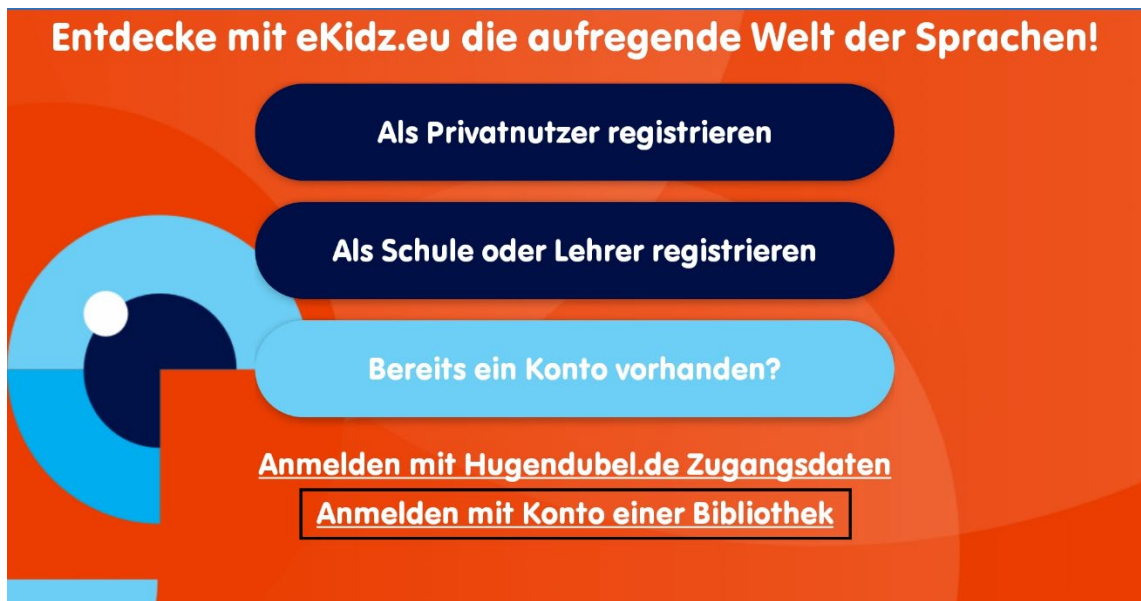 Entdecke mit eKidz.eu die aufregende Welt der Sprachen!
Als Privatnutzer registrieren
Als Schule oder Lehrer registrieren
Bereits ein Konto vorhanden?
Anmelden mit Hugendubel.de Zugangsdaten
Anmelden mit Konto einer Bibliothek